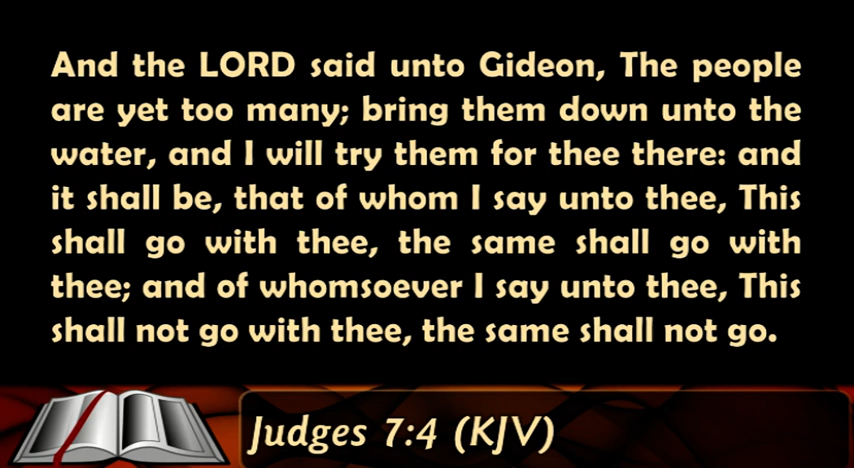 And the LORD said unto Gideon, The people
are yet too many; bring them down unto the
water, and I will try them for thee there: and
it shall be, that of whom I say unto thee, This
shall go with thee, the same shall go with
thee; and of whomsoever I say unto thee, This
shall not go with thee, the same shall not go.
Judges 7:4 (KJV)